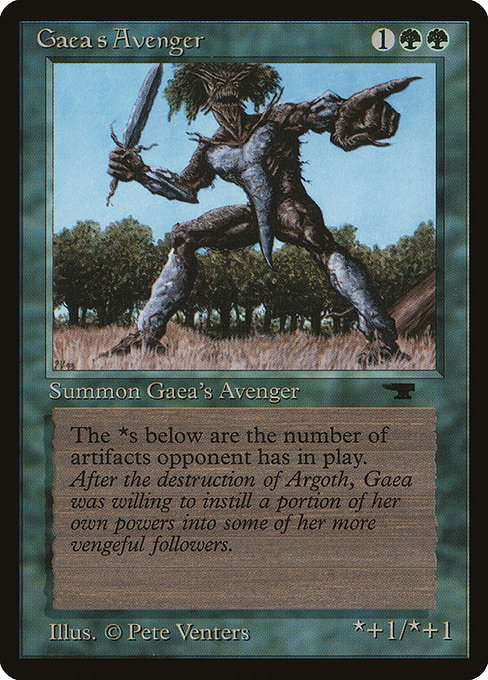 Gaea's Avenger 1
Summon Gaea's Avenger
The *s below are the number of
artifacts opponent has in play.
After the destruction of Argoth, Gaea
was willing to instill a portion of her
own powers into some of her more
vengeful followers.
Illus. © Pete Venters *+1/*+1